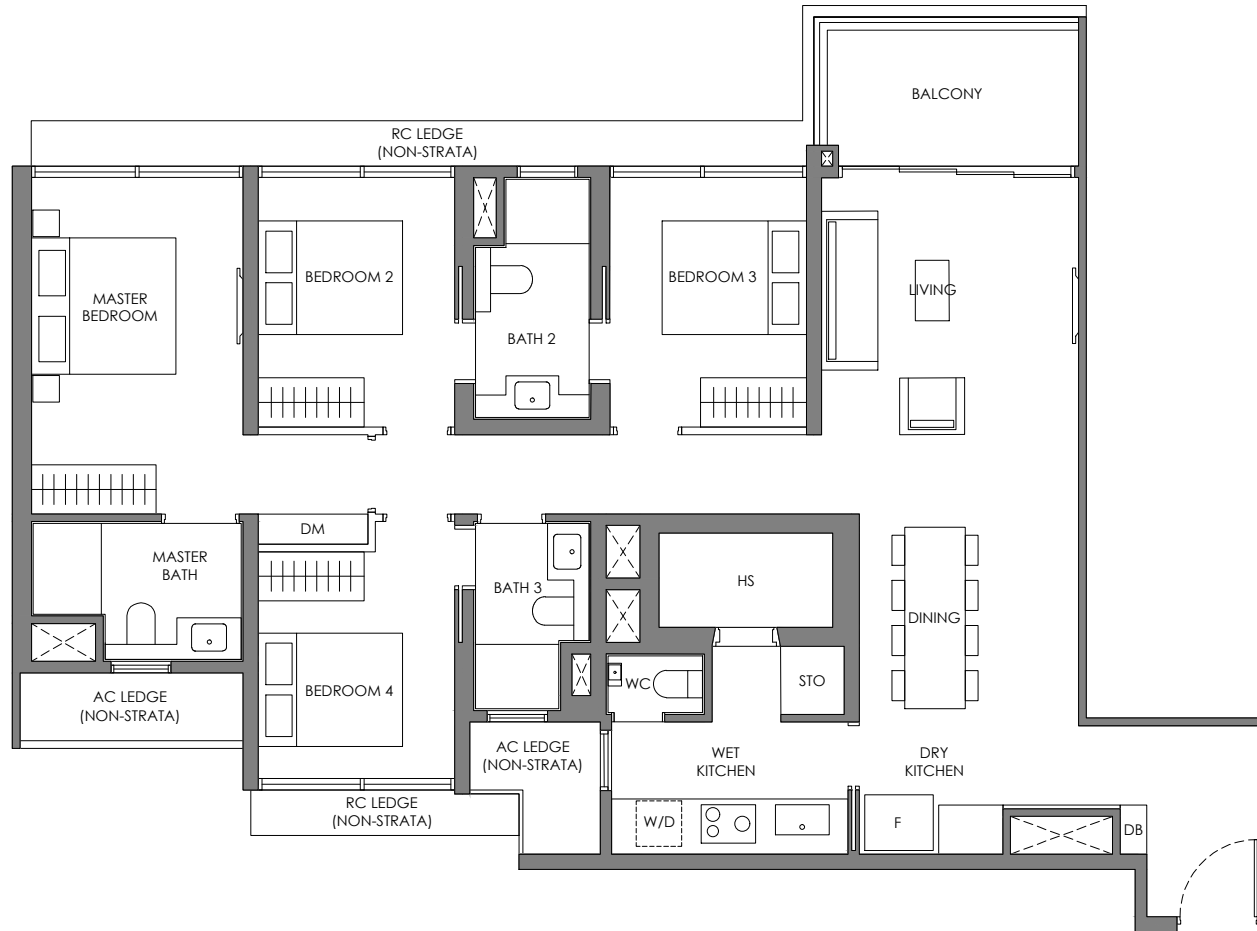 BALCONY
RC LEDGE
(NON-STRATA)
MASTER
BEDROOM
BEDROOM 2
BATH 2
BEDROOM 3
LIVING
DM
MASTER
BATH
BATH 3
HS
DINING
AC LEDGE
(NON-STRATA)
BEDROOM 4
WC
STO
AC LEDGE
(NON-STRATA)
WET
KITCHEN
DRY
KITCHEN
RC LEDGE
(NON-STRATA)
W/D
F
DB